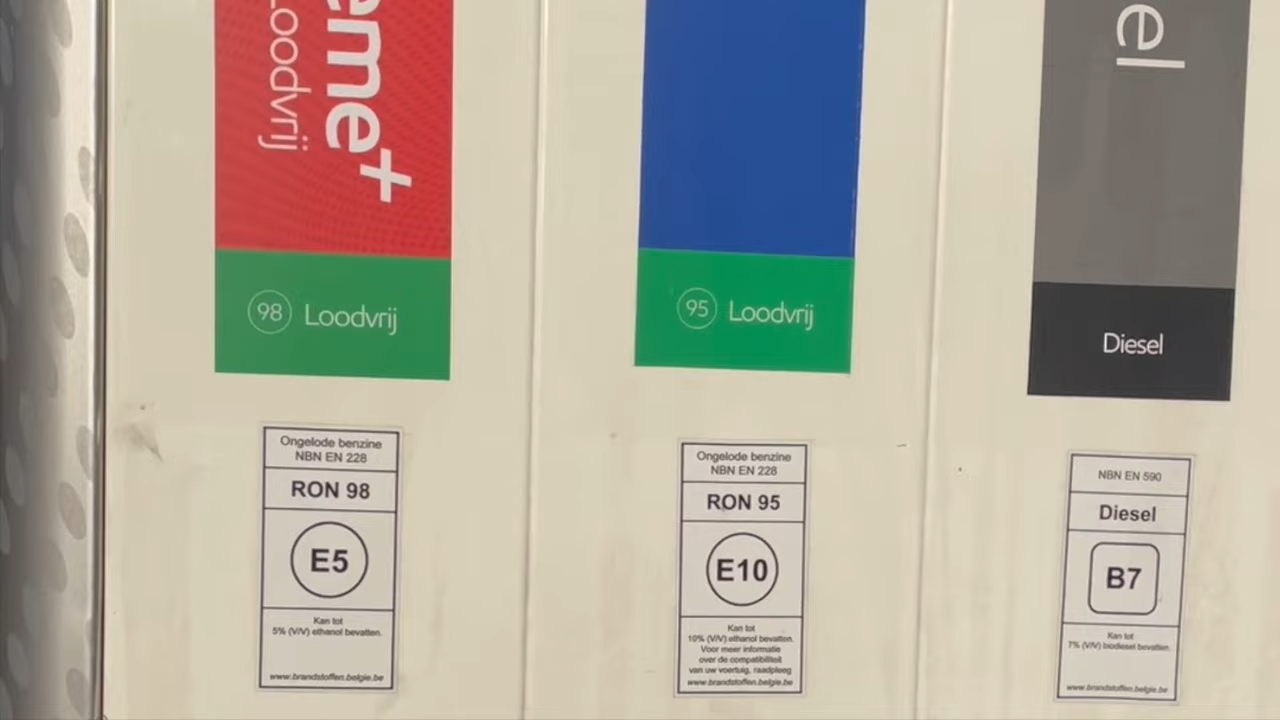 eme+
Loodvrij
98 Loodvrij
Ongelode benzine
NBN EN 228
RON 98
E5
Kan tot
5% (V/V) ethanol bevatten.
www.brandstoffen.belgie.be
95 Loodvrij
Ongelode benzine
NBN EN 228
RON 95
E10
Kan tot
10% (V/V) ethanol bevatten.
Voor meer informatie
over de compatibiliteit
van uw voertuig, raadpleeg
www.brandstoffen.belgie.be
el
Diesel
NBN EN 590
Diesel
B7
Kan tot
7% (V/V) biodiesel bevatten.
www.brandstoffen.belgie.be